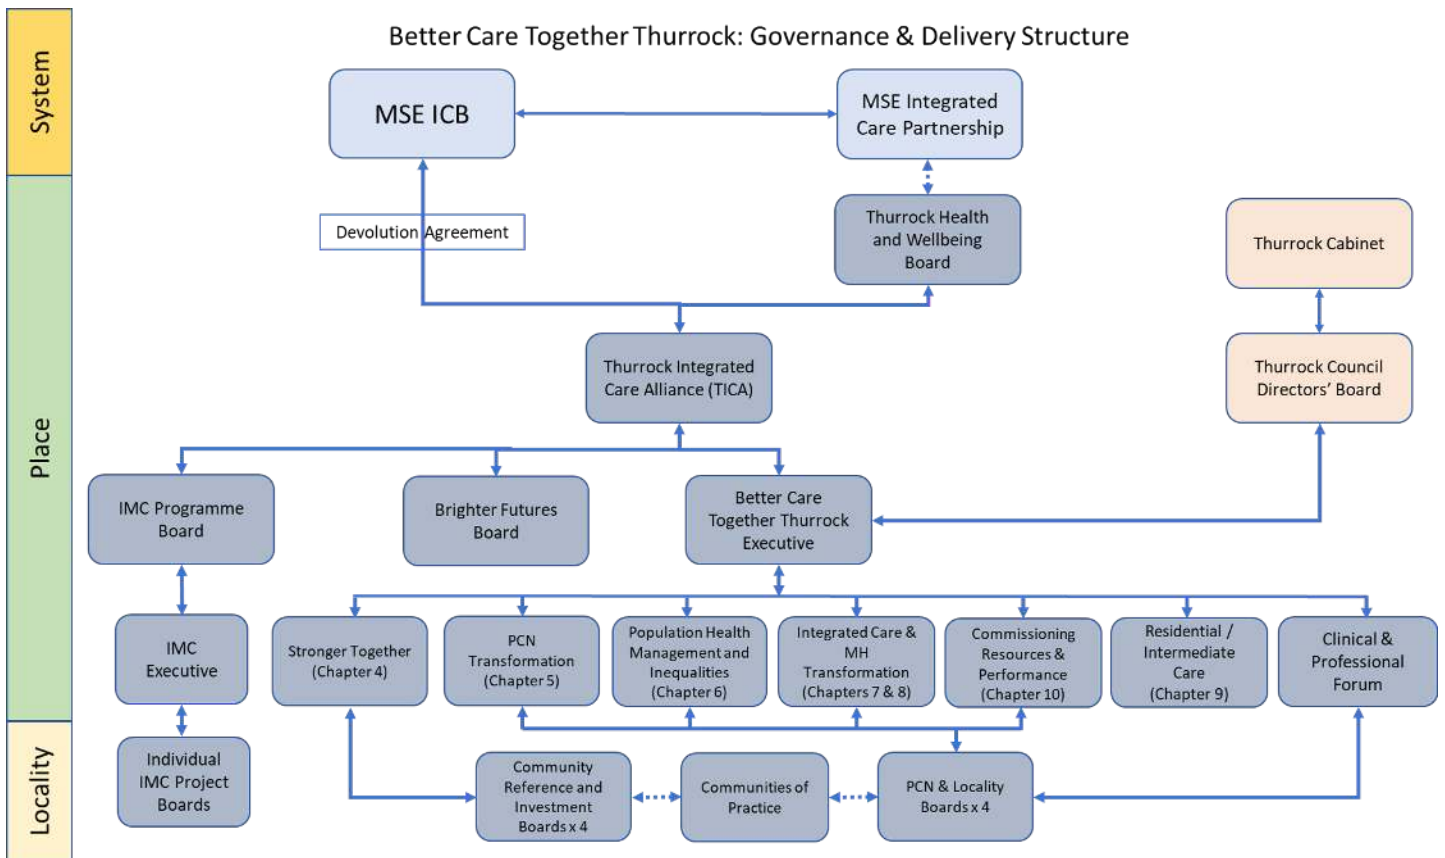 Better Care Together Thurrock: Governance & Delivery Structure
System
MSE ICB
MSE Integrated
Care Partnership
Place
Devolution Agreement
Thurrock Health
and Wellbeing
Board
Thurrock Cabinet
Thurrock Integrated
Care Alliance (TICA)
Thurrock Council
Directors’ Board
IMC Programme
Board
Brighter Futures
Board
Better Care
Together Thurrock
Executive
IMC
Executive
Stronger Together
(Chapter 4)
PCN
Transformation
(Chapter 5)
Population Health
Management and
Inequalities
(Chapter 6)
Integrated Care &
MH
Transformation
(Chapters 7 & 8)
Commissioning
Resources &
Performance
(Chapter 10)
Residential /
Intermediate
Care
(Chapter 9)
Clinical &
Professional
Forum
Locality
Individual
IMC Project
Boards
Community
Reference and
Investment
Boards x 4
Communities of
Practice
PCN & Locality
Boards x 4